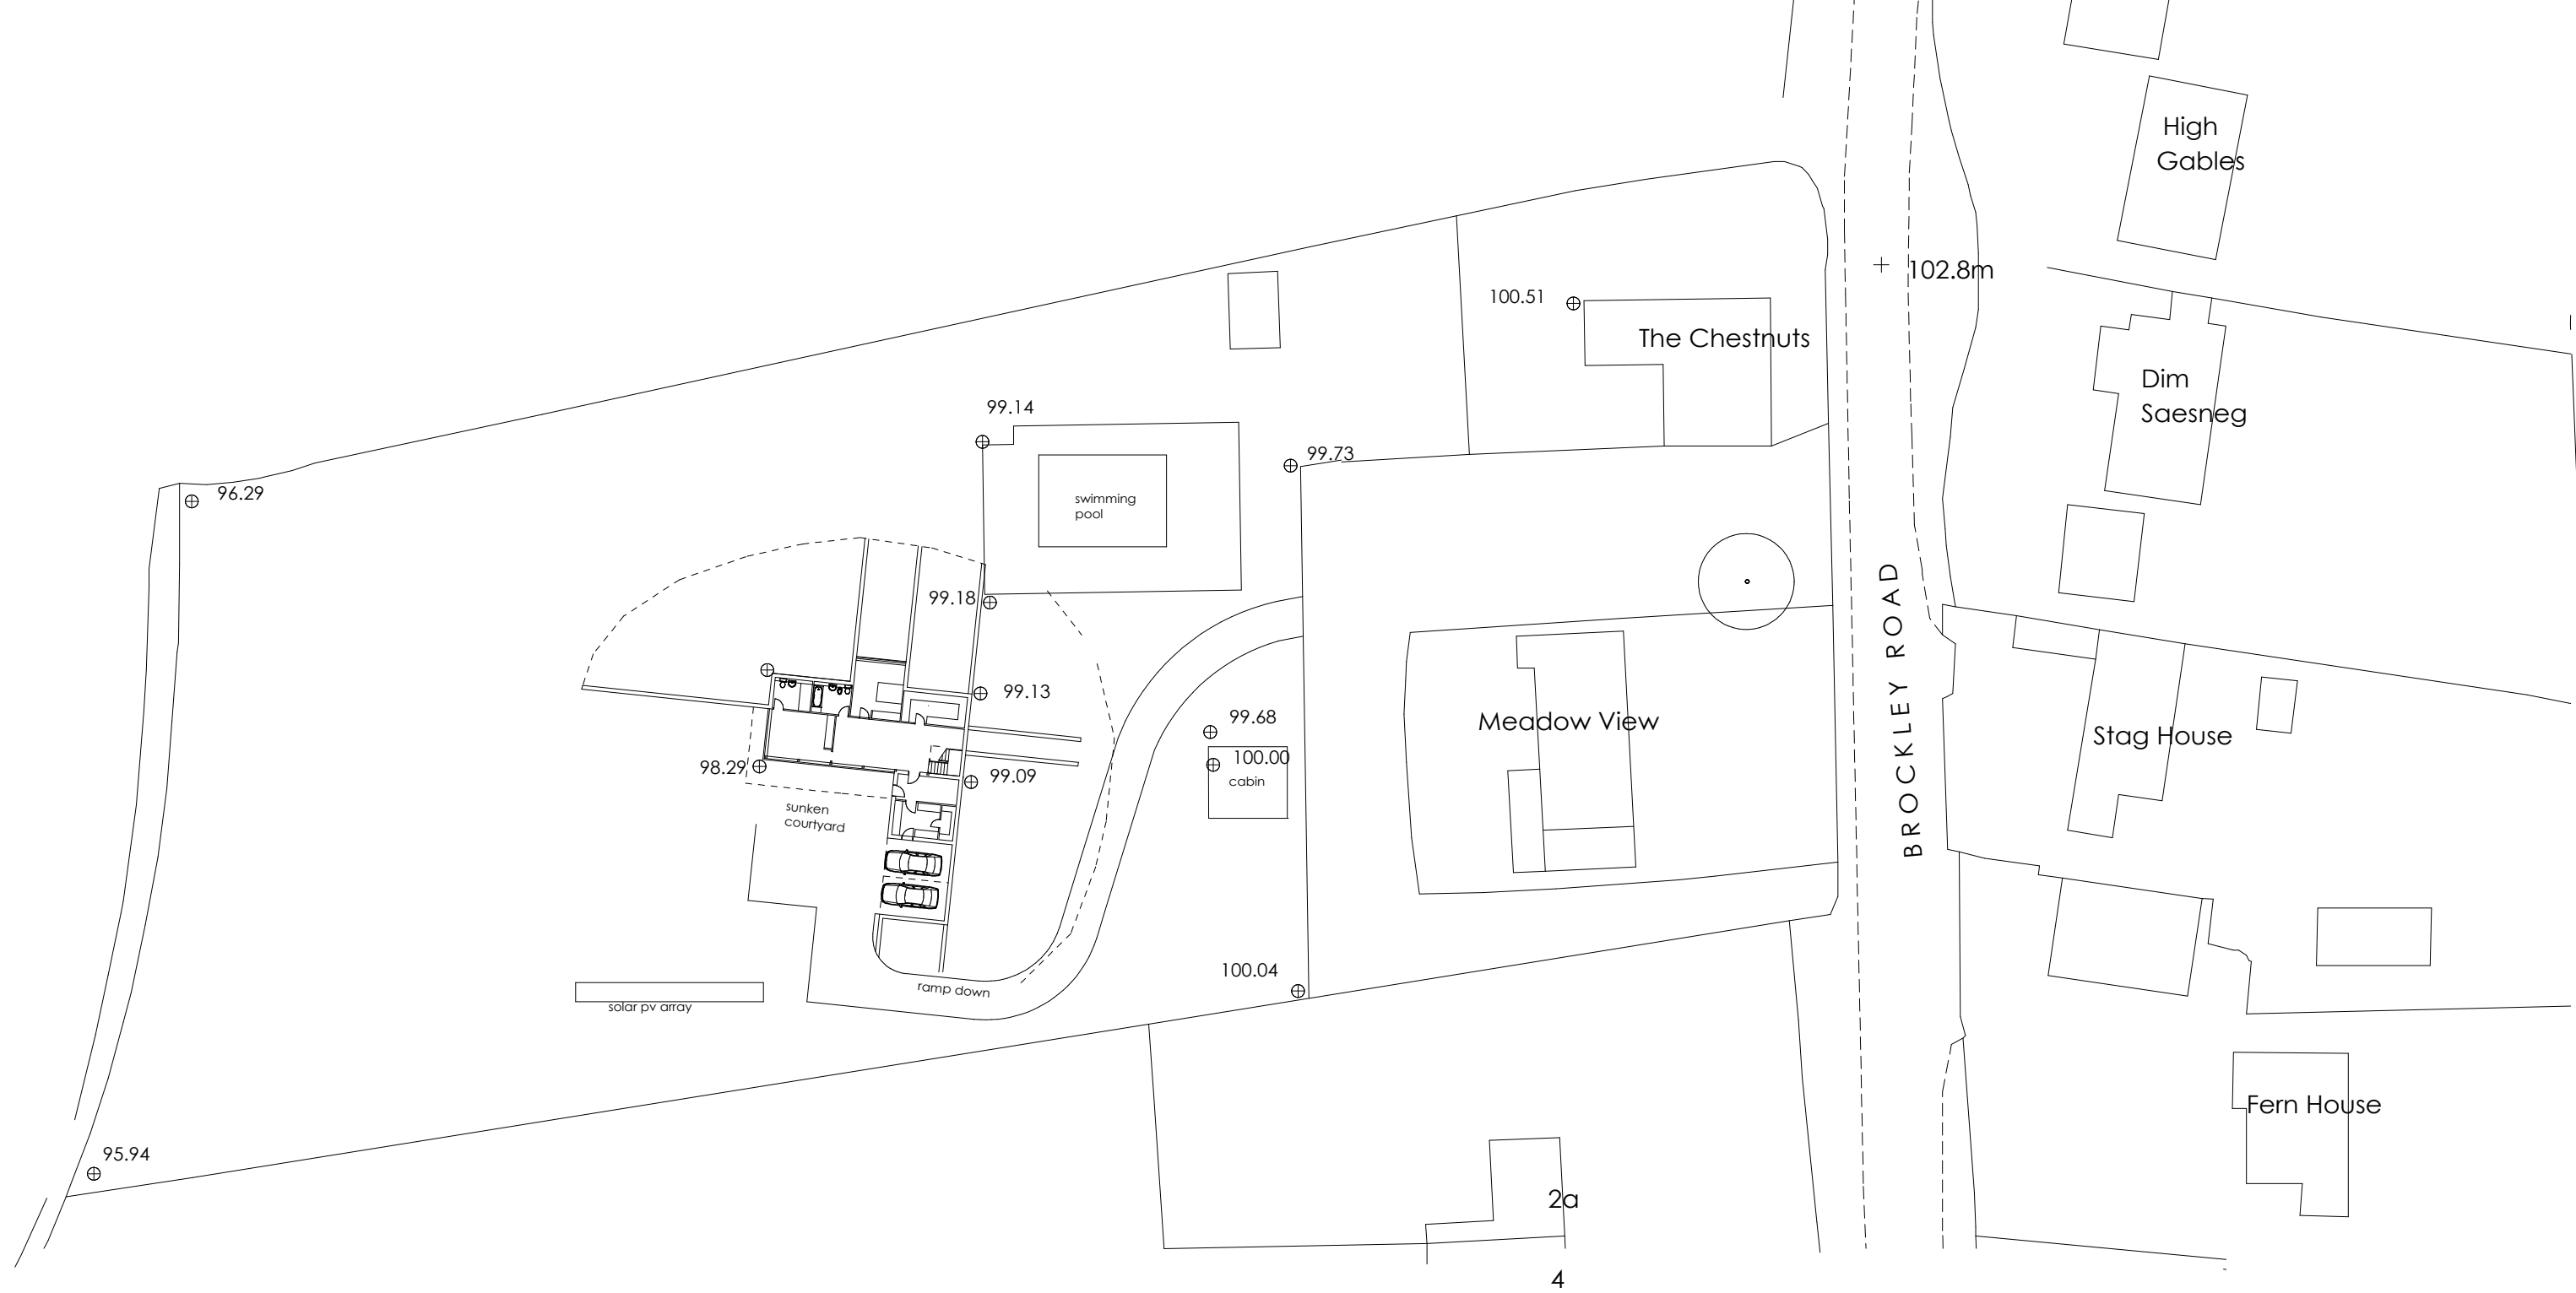 High
Gables
102.8m
100.51
The Chestnuts
Dim
Saesneg
99.14
99.73
96.29
swimming
pool
99.18
BROCKLEY ROAD
99.13
99.68
Meadow View
Stag House
98.29
100.00
99.09
cabin
sunken
courtyard
100.04
ramp down
solar pv array
Fern House
95.94
2a
4